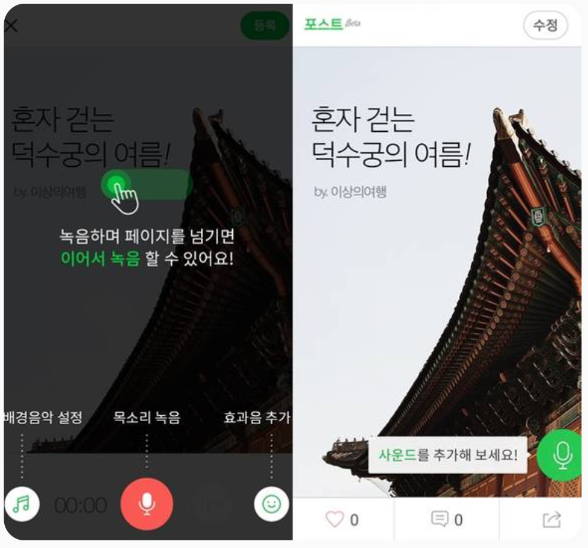 등록
혼자 걷는
덕수궁의 여름!
by. 이상의여행
녹음하며 페이지를 넘기면
이어서 녹음 할 수 있어요!
배경음악 설정
목소리 녹음
효과음 추가
00:00
포스트 Beta
수정
혼자 걷는
덕수궁의 여름!
by. 이상의여행
사운드를 추가해 보세요!
0
0